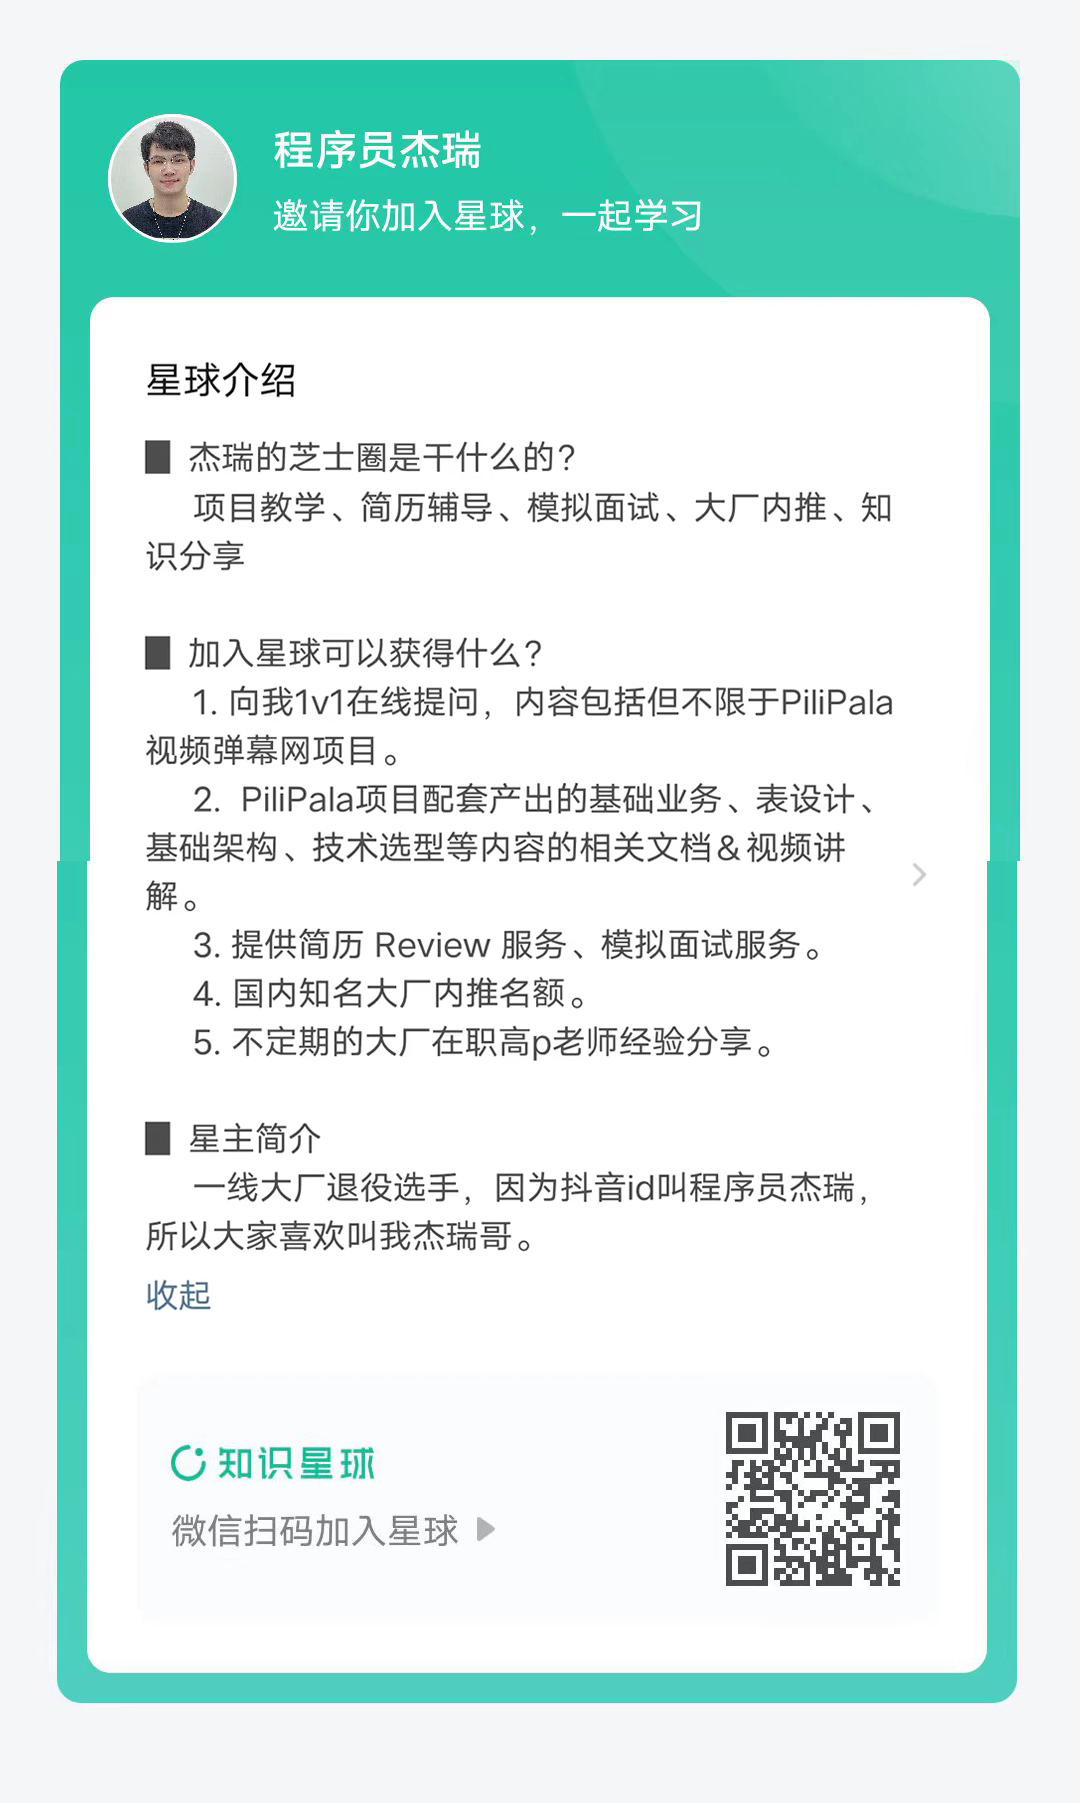 程序员杰瑞
邀请你加入星球，一起学习
星球介绍
█ 杰瑞的芝士圈是干什么的？
项目教学、简历辅导、模拟面试、大厂内推、知
识分享
█ 加入星球可以获得什么？
1. 向我1v1在线提问，内容包括但不限于PiliPala
视频弹幕网项目。
2. PiliPala项目配套产出的基础业务、表设计、
基础架构、技术选型等内容的相关文档＆视频讲
解。
3. 提供简历 Review 服务、模拟面试服务。
4. 国内知名大厂内推名额。
5. 不定期的大厂在职高p老师经验分享。
█ 星主简介
一线大厂退役选手，因为抖音id叫程序员杰瑞，
所以大家喜欢叫我杰瑞哥。
收起
知识星球
微信扫码加入星球